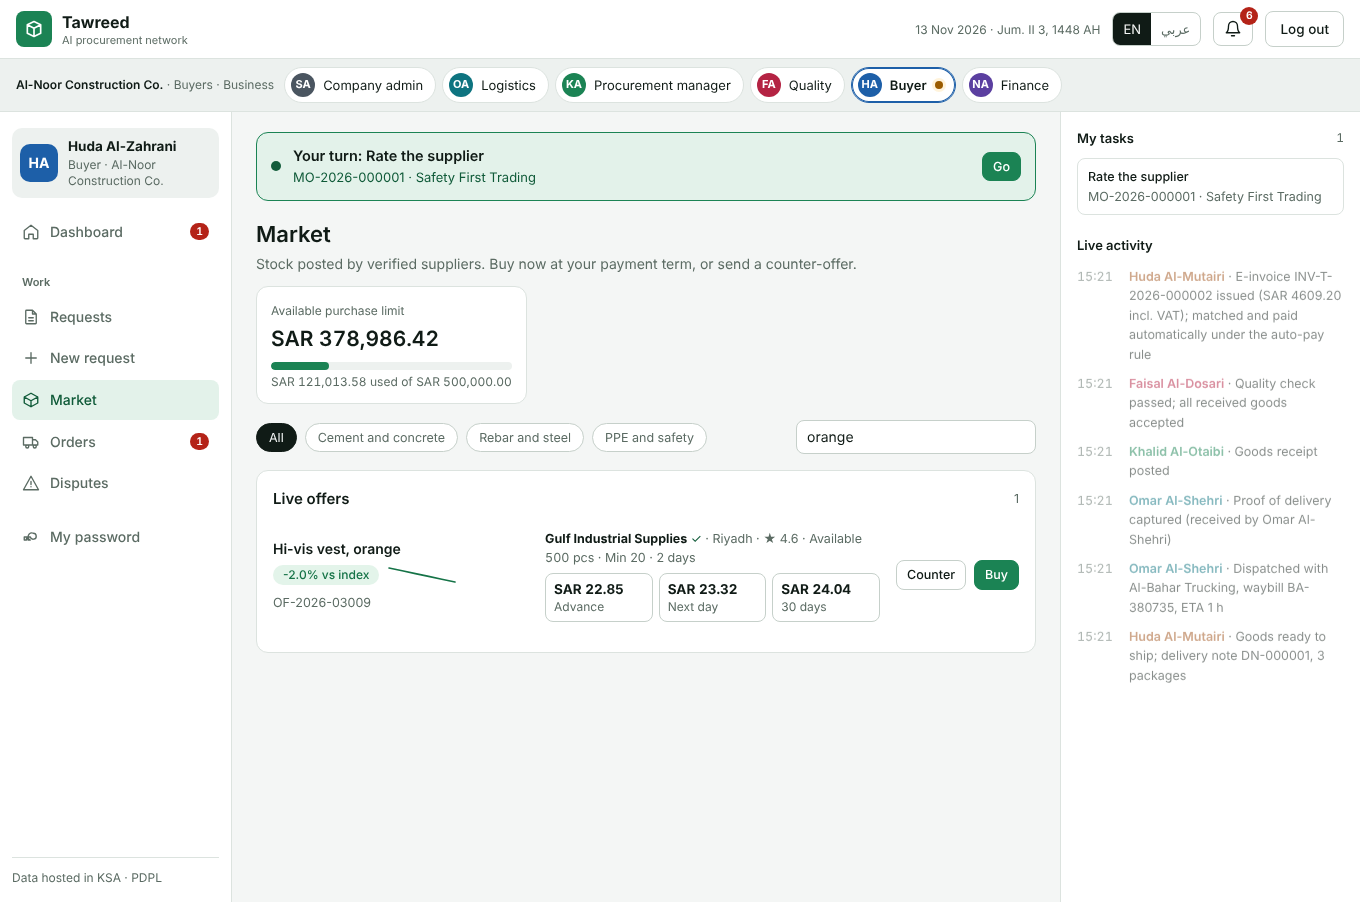 Tawreed
AI procurement network
13 Nov 2026 · Jum. II 3, 1448 AH
EN
عربي
6
Log out
Al-Noor Construction Co. · Buyers · Business
SA Company admin
OA Logistics
KA Procurement manager
FA Quality
HA Buyer
NA Finance
HA
Huda Al-Zahrani
Buyer · Al-Noor
Construction Co.
Dashboard 1
Work
Requests
New request
Market
Orders 1
Disputes
My password
Data hosted in KSA · PDPL
Your turn: Rate the supplier
MO-2026-000001 · Safety First Trading
Go
Market
Stock posted by verified suppliers. Buy now at your payment term, or send a counter-offer.
Available purchase limit
SAR 378,986.42
SAR 121,013.58 used of SAR 500,000.00
All
Cement and concrete
Rebar and steel
PPE and safety
orange
Live offers 1
Hi-vis vest, orange
-2.0% vs index
OF-2026-03009
Gulf Industrial Supplies ✓ · Riyadh · ★ 4.6 · Available
500 pcs · Min 20 · 2 days
SAR 22.85
Advance
SAR 23.32
Next day
SAR 24.04
30 days
Counter
Buy
My tasks 1
Rate the supplier
MO-2026-000001 · Safety First Trading
Live activity
15:21 Huda Al-Mutairi · E-invoice INV-T-
2026-000002 issued (SAR 4609.20
incl. VAT); matched and paid
automatically under the auto-pay
rule
15:21 Faisal Al-Dosari · Quality check
passed; all received goods
accepted
15:21 Khalid Al-Otaibi · Goods receipt
posted
15:21 Omar Al-Shehri · Proof of delivery
captured (received by Omar Al-
Shehri)
15:21 Omar Al-Shehri · Dispatched with
Al-Bahar Trucking, waybill BA-
380735, ETA 1 h
15:21 Huda Al-Mutairi · Goods ready to
ship; delivery note DN-000001, 3
packages